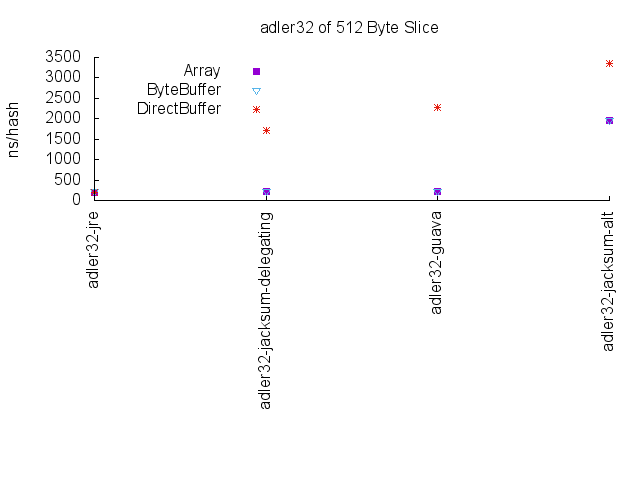 adler32 of 512 Byte Slice
ns/hash
3500
3000
2500
2000
1500
1000
500
0
Array
ByteBuffer
DirectBuffer
adler32-jre
adler32-jacksum-delegating
adler32-guava
adler32-jacksum-alt